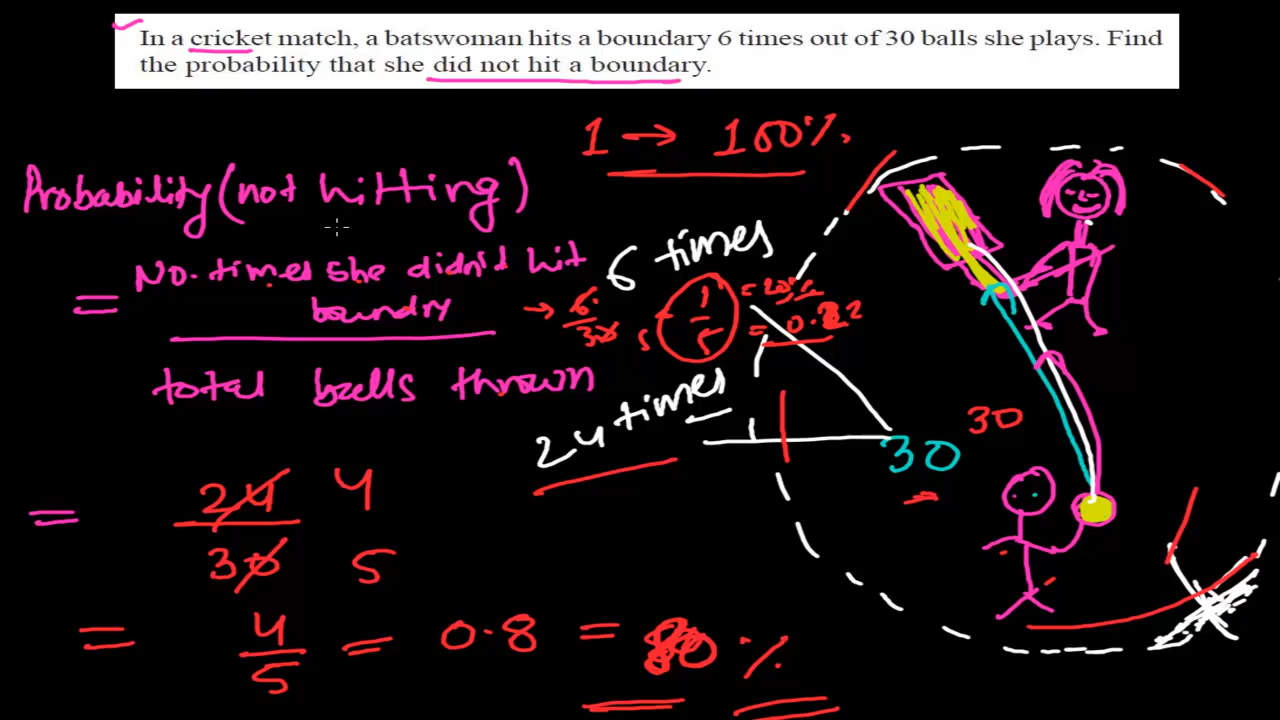 In a cricket match, a batswoman hits a boundary 6 times out of 30 balls she plays. Find
the probability that she did not hit a boundary.
1 → 100%.
Probability (not hitting)
= No. times she didn't hit
boundry
total balls thrown
6 times
→ 6 / 30 5 = 1/5 = 20%
= 0.2
24 times
30
30
= 24 4
30 5
= 4/5 = 0.8 = 80 %